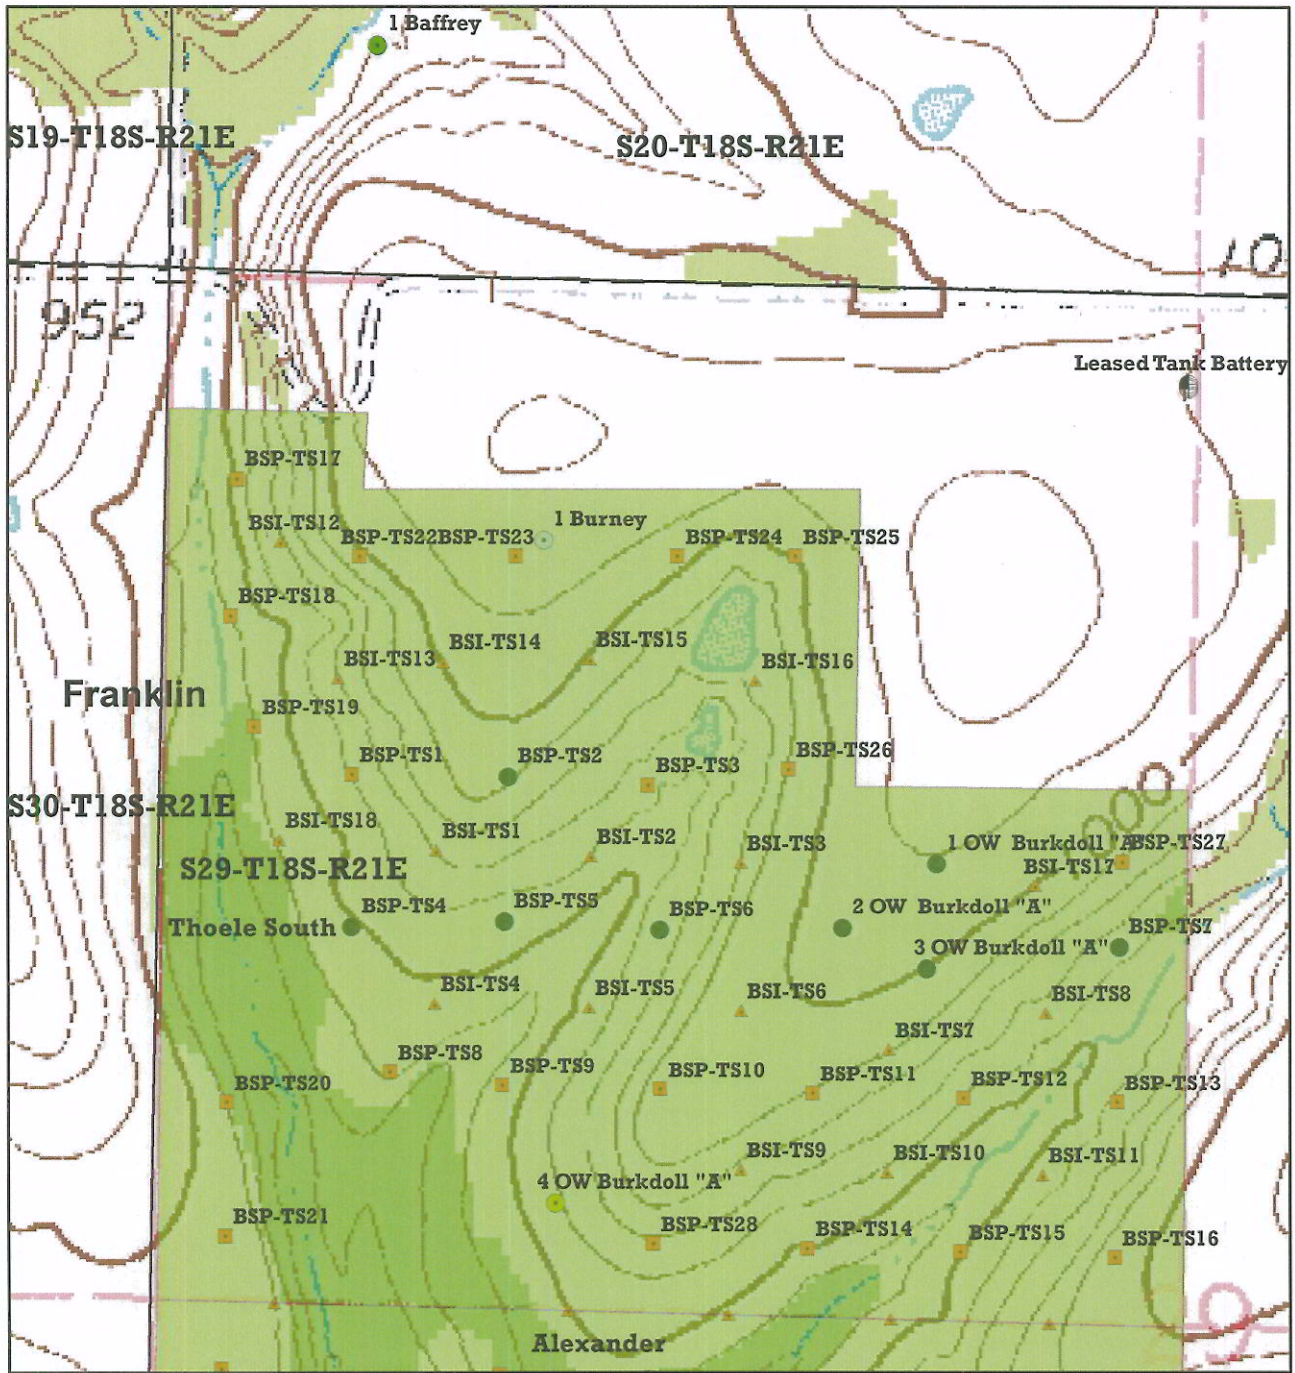 1 Baffrey
S19-T18S-R21E
S20-T18S-R21E
10
952
Leased Tank Battery
BSP-TS17
BSI-TS12
1 Burney
BSP-TS22
BSP-TS23
BSP-TS24
BSP-TS25
BSP-TS18
BSI-TS14
BSI-TS15
BSI-TS13
BSI-TS16
Franklin
BSP-TS19
BSP-TS1
BSP-TS2
BSP-TS3
BSP-TS26
S30-T18S-R21E
1000
BSI-TS18
BSI-TS1
BSI-TS2
BSI-TS3
1 OW Burkdoll "A"
BSP-TS27
S29-T18S-R21E
BSI-TS17
BSP-TS4
BSP-TS5
BSP-TS6
2 OW Burkdoll "A"
Thoele South
BSP-TS7
3 OW Burkdoll "A"
BSI-TS4
BSI-TS5
BSI-TS6
BSI-TS8
BSI-TS7
BSP-TS8
BSP-TS9
BSP-TS10
BSP-TS11
BSP-TS12
BSP-TS13
BSP-TS20
BSI-TS9
BSI-TS10
BSI-TS11
4 OW Burkdoll "A"
BSP-TS21
BSP-TS28
BSP-TS14
BSP-TS15
BSP-TS16
29
Alexander